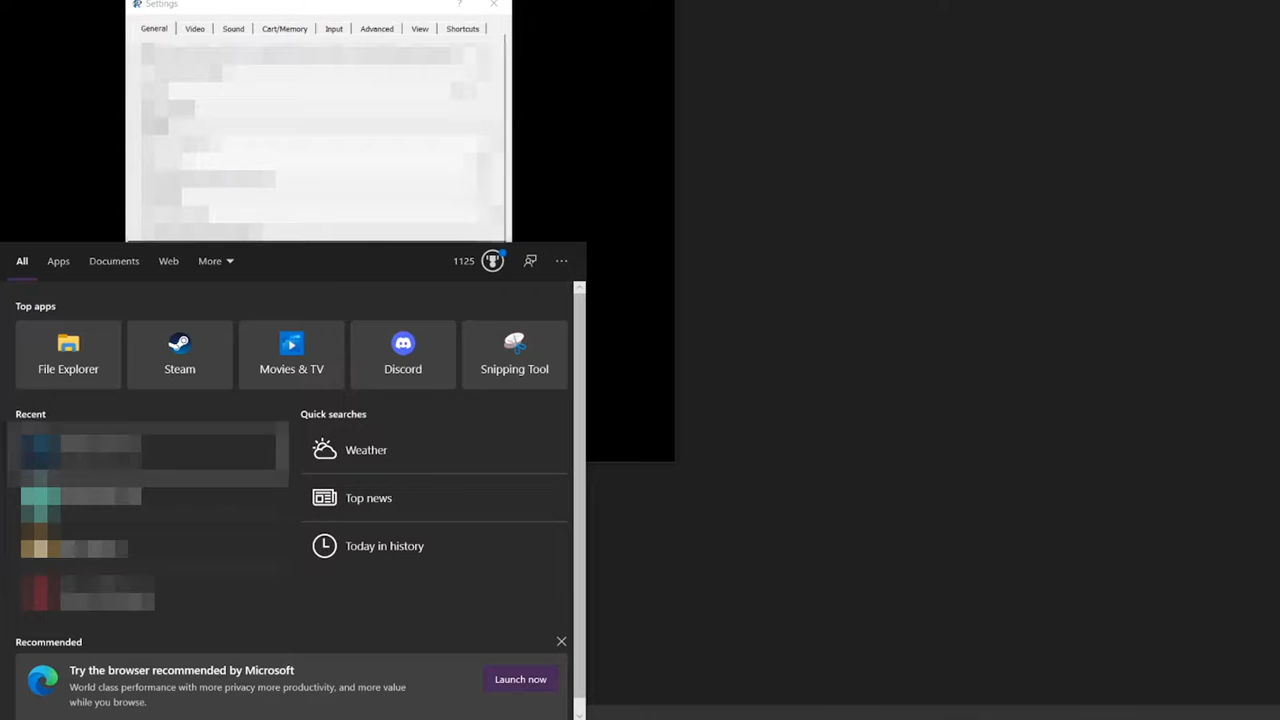 Settings
?
General Video Sound Cart/Memory Input Advanced View Shortcuts
All Apps Documents Web More 1125
Top apps
File Explorer Steam Movies & TV Discord Snipping Tool
Recent Quick searches
Weather
Top news
Today in history
Recommended
Try the browser recommended by Microsoft
World class performance with more privacy more productivity, and more value
while you browse.
Launch now